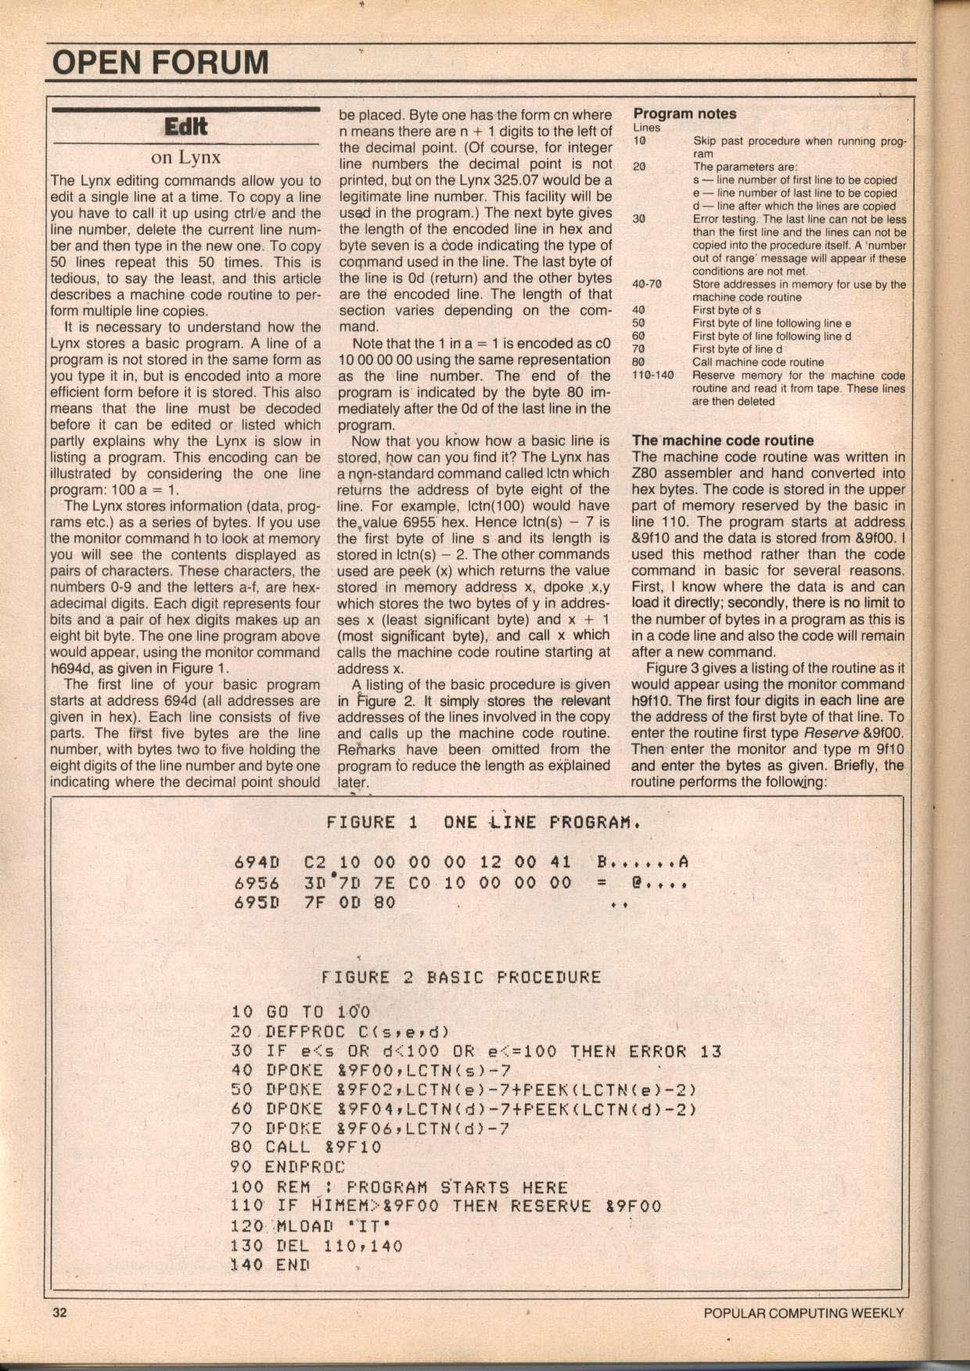 OPEN FORUM
Edit
on Lynx
The Lynx editing commands allow you to
edit a single line at a time. To copy a line
you have to call it up using ctrl/e and the
line number, delete the current line num-
ber and then type in the new one. To copy
50 lines repeat this 50 times. This is
tedious, to say the least, and this article
describes a machine code routine to per-
form multiple line copies.
It is necessary to understand how the
Lynx stores a basic program. A line of a
program is not stored in the same form as
you type it in, but is encoded into a more
efficient form before it is stored. This also
means that the line must be decoded
before it can be edited or listed which
partly explains why the Lynx is slow in
listing a program. This encoding can be
illustrated by considering the one line
program: 100 a = 1.
The Lynx stores information (data, prog-
rams etc.) as a series of bytes. If you use
the monitor command h to look at memory
you will see the contents displayed as
pairs of characters. These characters, the
numbers 0-9 and the letters a-f, are hex-
adecimal digits. Each digit represents four
bits and a pair of hex digits makes up an
eight bit byte. The one line program above
would appear, using the monitor command
h694d, as given in Figure 1.
The first line of your basic program
starts at address 694d (all addresses are
given in hex). Each line consists of five
parts. The first five bytes are the line
number, with bytes two to five holding the
eight digits of the line number and byte one
indicating where the decimal point should
be placed. Byte one has the form cn where
n means there are n + 1 digits to the left of
the decimal point. (Of course, for integer
line numbers the decimal point is not
printed, but on the Lynx 325.07 would be a
legitimate line number. This facility will be
used in the program.) The next byte gives
the length of the encoded line in hex and
byte seven is a code indicating the type of
command used in the line. The last byte of
the line is 0d (return) and the other bytes
are the encoded line. The length of that
section varies depending on the com-
mand.
Note that the 1 in a = 1 is encoded as c0
10 00 00 00 using the same representation
as the line number. The end of the
program is indicated by the byte 80 im-
mediately after the 0d of the last line in the
program.
Now that you know how a basic line is
stored, how can you find it? The Lynx has
a non-standard command called lctn which
returns the address of byte eight of the
line. For example, lctn(100) would have
the value 6955 hex. Hence lctn(s) − 7 is
the first byte of line s and its length is
stored in lctn(s) − 2. The other commands
used are peek (x) which returns the value
stored in memory address x, dpoke x,y
which stores the two bytes of y in addres-
ses x (least significant byte) and x + 1
(most significant byte), and call x which
calls the machine code routine starting at
address x.
A listing of the basic procedure is given
in Figure 2. It simply stores the relevant
addresses of the lines involved in the copy
and calls up the machine code routine.
Remarks have been omitted from the
program to reduce the length as explained
later.
Program notes
Lines
10 Skip past procedure when running prog-
ram
20 The parameters are:
s — line number of first line to be copied
e — line number of last line to be copied
d — line after which the lines are copied
30 Error testing. The last line can not be less
than the first line and the lines can not be
copied into the procedure itself. A 'number
out of range' message will appear if these
conditions are not met.
40-70 Store addresses in memory for use by the
machine code routine
40 First byte of s
50 First byte of line following line e
60 First byte of line following line d
70 First byte of line d
80 Call machine code routine
110-140 Reserve memory for the machine code
routine and read it from tape. These lines
are then deleted
The machine code routine
The machine code routine was written in
Z80 assembler and hand converted into
hex bytes. The code is stored in the upper
part of memory reserved by the basic in
line 110. The program starts at address
&9f10 and the data is stored from &9f00. I
used this method rather than the code
command in basic for several reasons.
First, I know where the data is and can
load it directly; secondly, there is no limit to
the number of bytes in a program as this is
in a code line and also the code will remain
after a new command.
Figure 3 gives a listing of the routine as it
would appear using the monitor command
h9f10. The first four digits in each line are
the address of the first byte of that line. To
enter the routine first type Reserve &9f00.
Then enter the monitor and type m 9f10
and enter the bytes as given. Briefly, the
routine performs the following:
FIGURE 1 ONE LINE PROGRAM.
694D C2 10 00 00 00 12 00 41 B......A
6956 3D 7D 7E C0 10 00 00 00 = @....
695D 7F 0D 80 ..
FIGURE 2 BASIC PROCEDURE
10 GO TO 100
20 DEFPROC C(s,e,d)
30 IF e<s OR d<100 OR e<=100 THEN ERROR 13
40 DPOKE &9F00,LCTN(s)-7
50 DPOKE &9F02,LCTN(e)-7+PEEK(LCTN(e)-2)
60 DPOKE &9F04,LCTN(d)-7+PEEK(LCTN(d)-2)
70 DPOKE &9F06,LCTN(d)-7
80 CALL &9F10
90 ENDPROC
100 REM : PROGRAM STARTS HERE
110 IF HIMEM>&9F00 THEN RESERVE &9F00
120 MLOAD "IT"
130 DEL 110,140
140 END
32
POPULAR COMPUTING WEEKLY